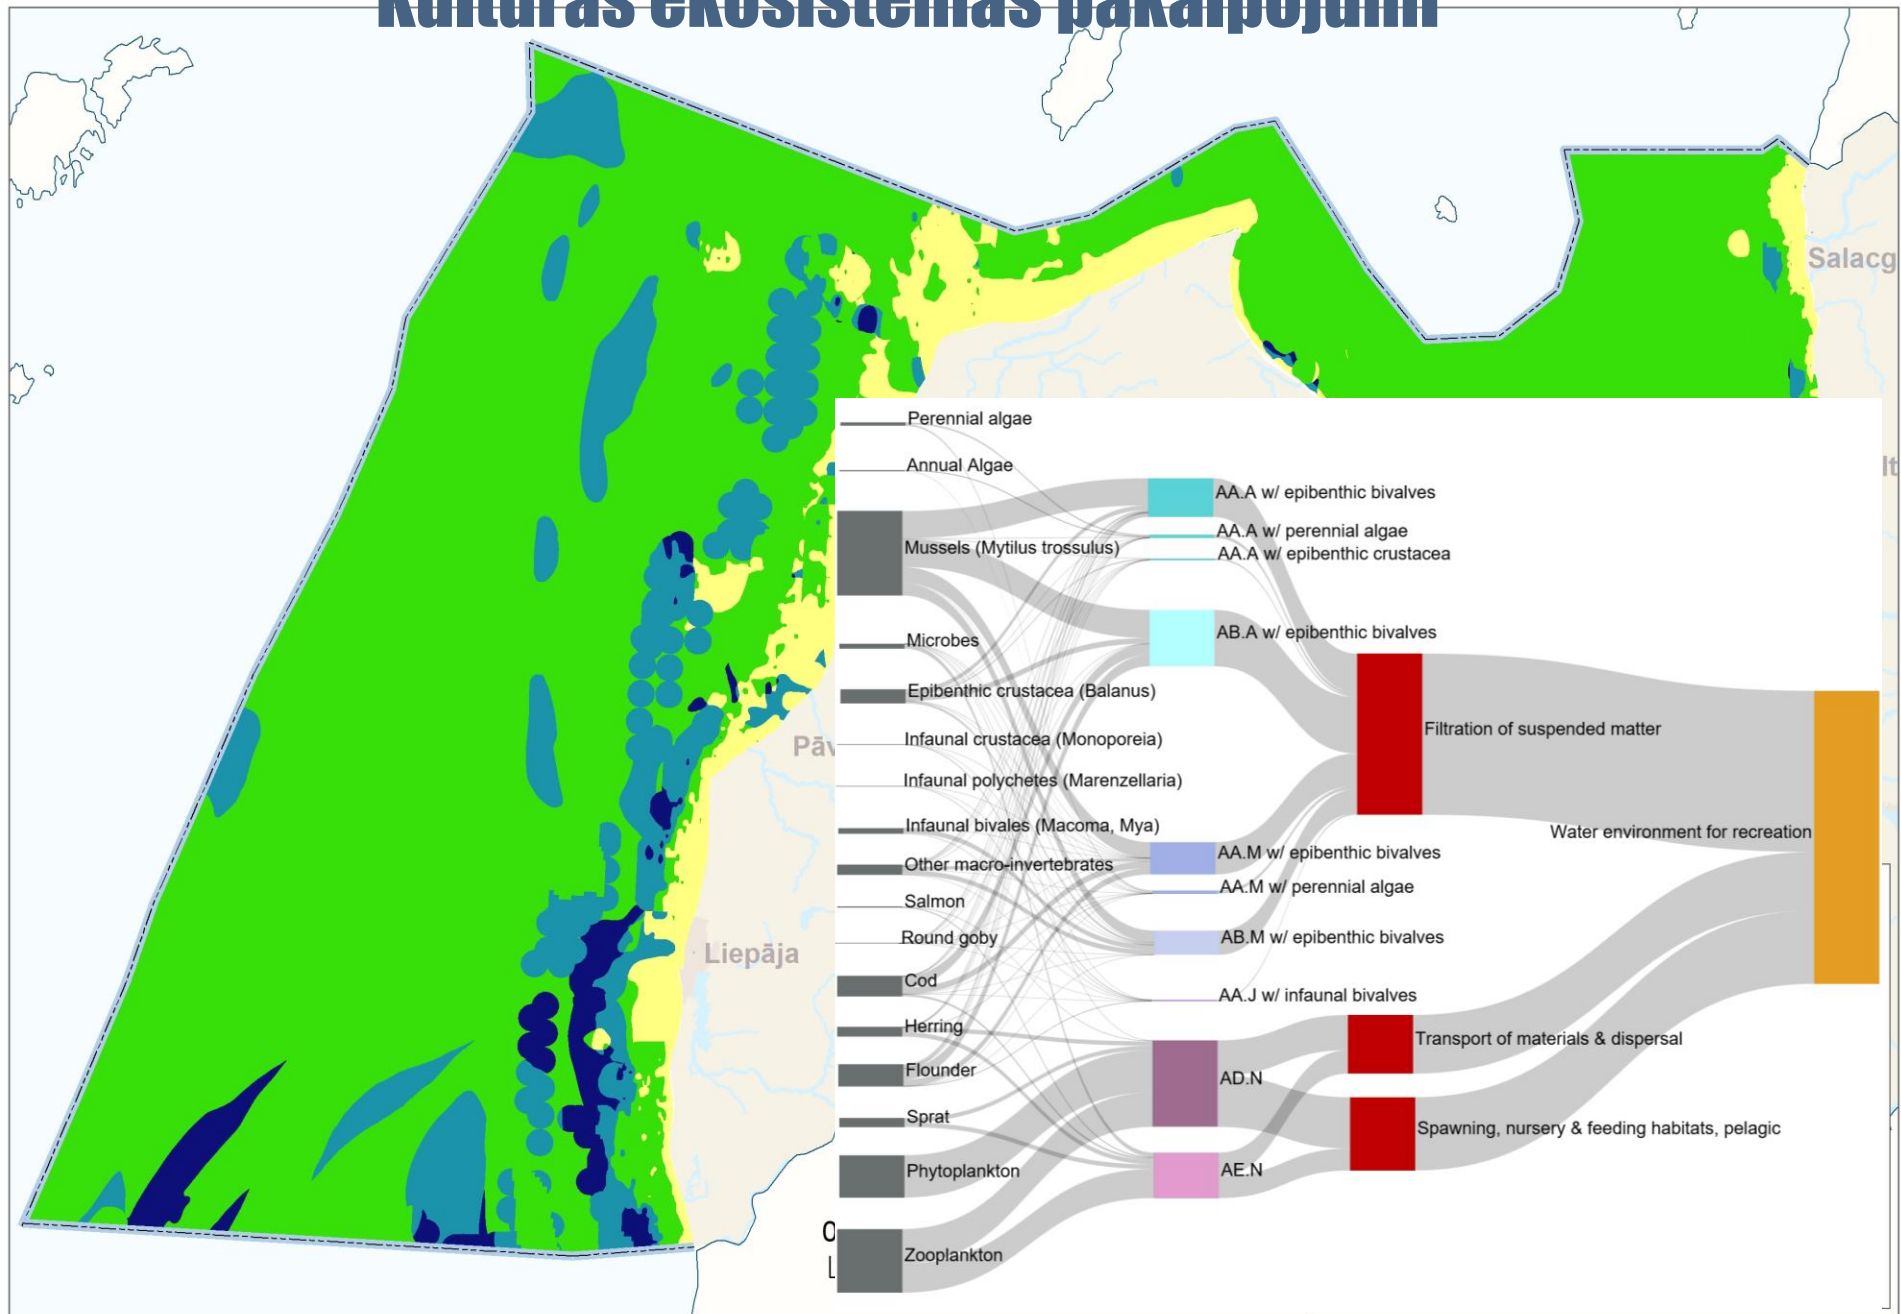 Kultūras ekosistēmas pakalpojumi
Salacg
Pāv
Liepāja
Perennial algae
Annual Algae
Mussels (Mytilus trossulus)
Microbes
Epibenthic crustacea (Balanus)
Infaunal crustacea (Monoporeia)
Infaunal polychetes (Marenzellaria)
Infaunal bivales (Macoma, Mya)
Other macro-invertebrates
Salmon
Round goby
Cod
Herring
Flounder
Sprat
Phytoplankton
Zooplankton
AA.A w/ epibenthic bivalves
AA.A w/ perennial algae
AA.A w/ epibenthic crustacea
AB.A w/ epibenthic bivalves
AA.M w/ epibenthic bivalves
AA.M w/ perennial algae
AB.M w/ epibenthic bivalves
AA.J w/ infaunal bivalves
AD.N
AE.N
Filtration of suspended matter
Transport of materials & dispersal
Spawning, nursery & feeding habitats, pelagic
Water environment for recreation